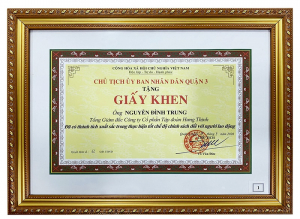 CỘNG HÒA XÃ HỘI CHỦ NGHĨA VIỆT NAM
Độc lập - Tự do - Hạnh phúc
CHỦ TỊCH ỦY BAN NHÂN DÂN QUẬN 3
TẶNG
GIẤY KHEN
Ông NGUYỄN ĐÌNH TRUNG
Tổng Giám đốc Công ty Cổ phần Tập đoàn Hưng Thịnh
Đã có thành tích xuất sắc trong thực hiện tốt chế độ chính sách đối với người lao động
1